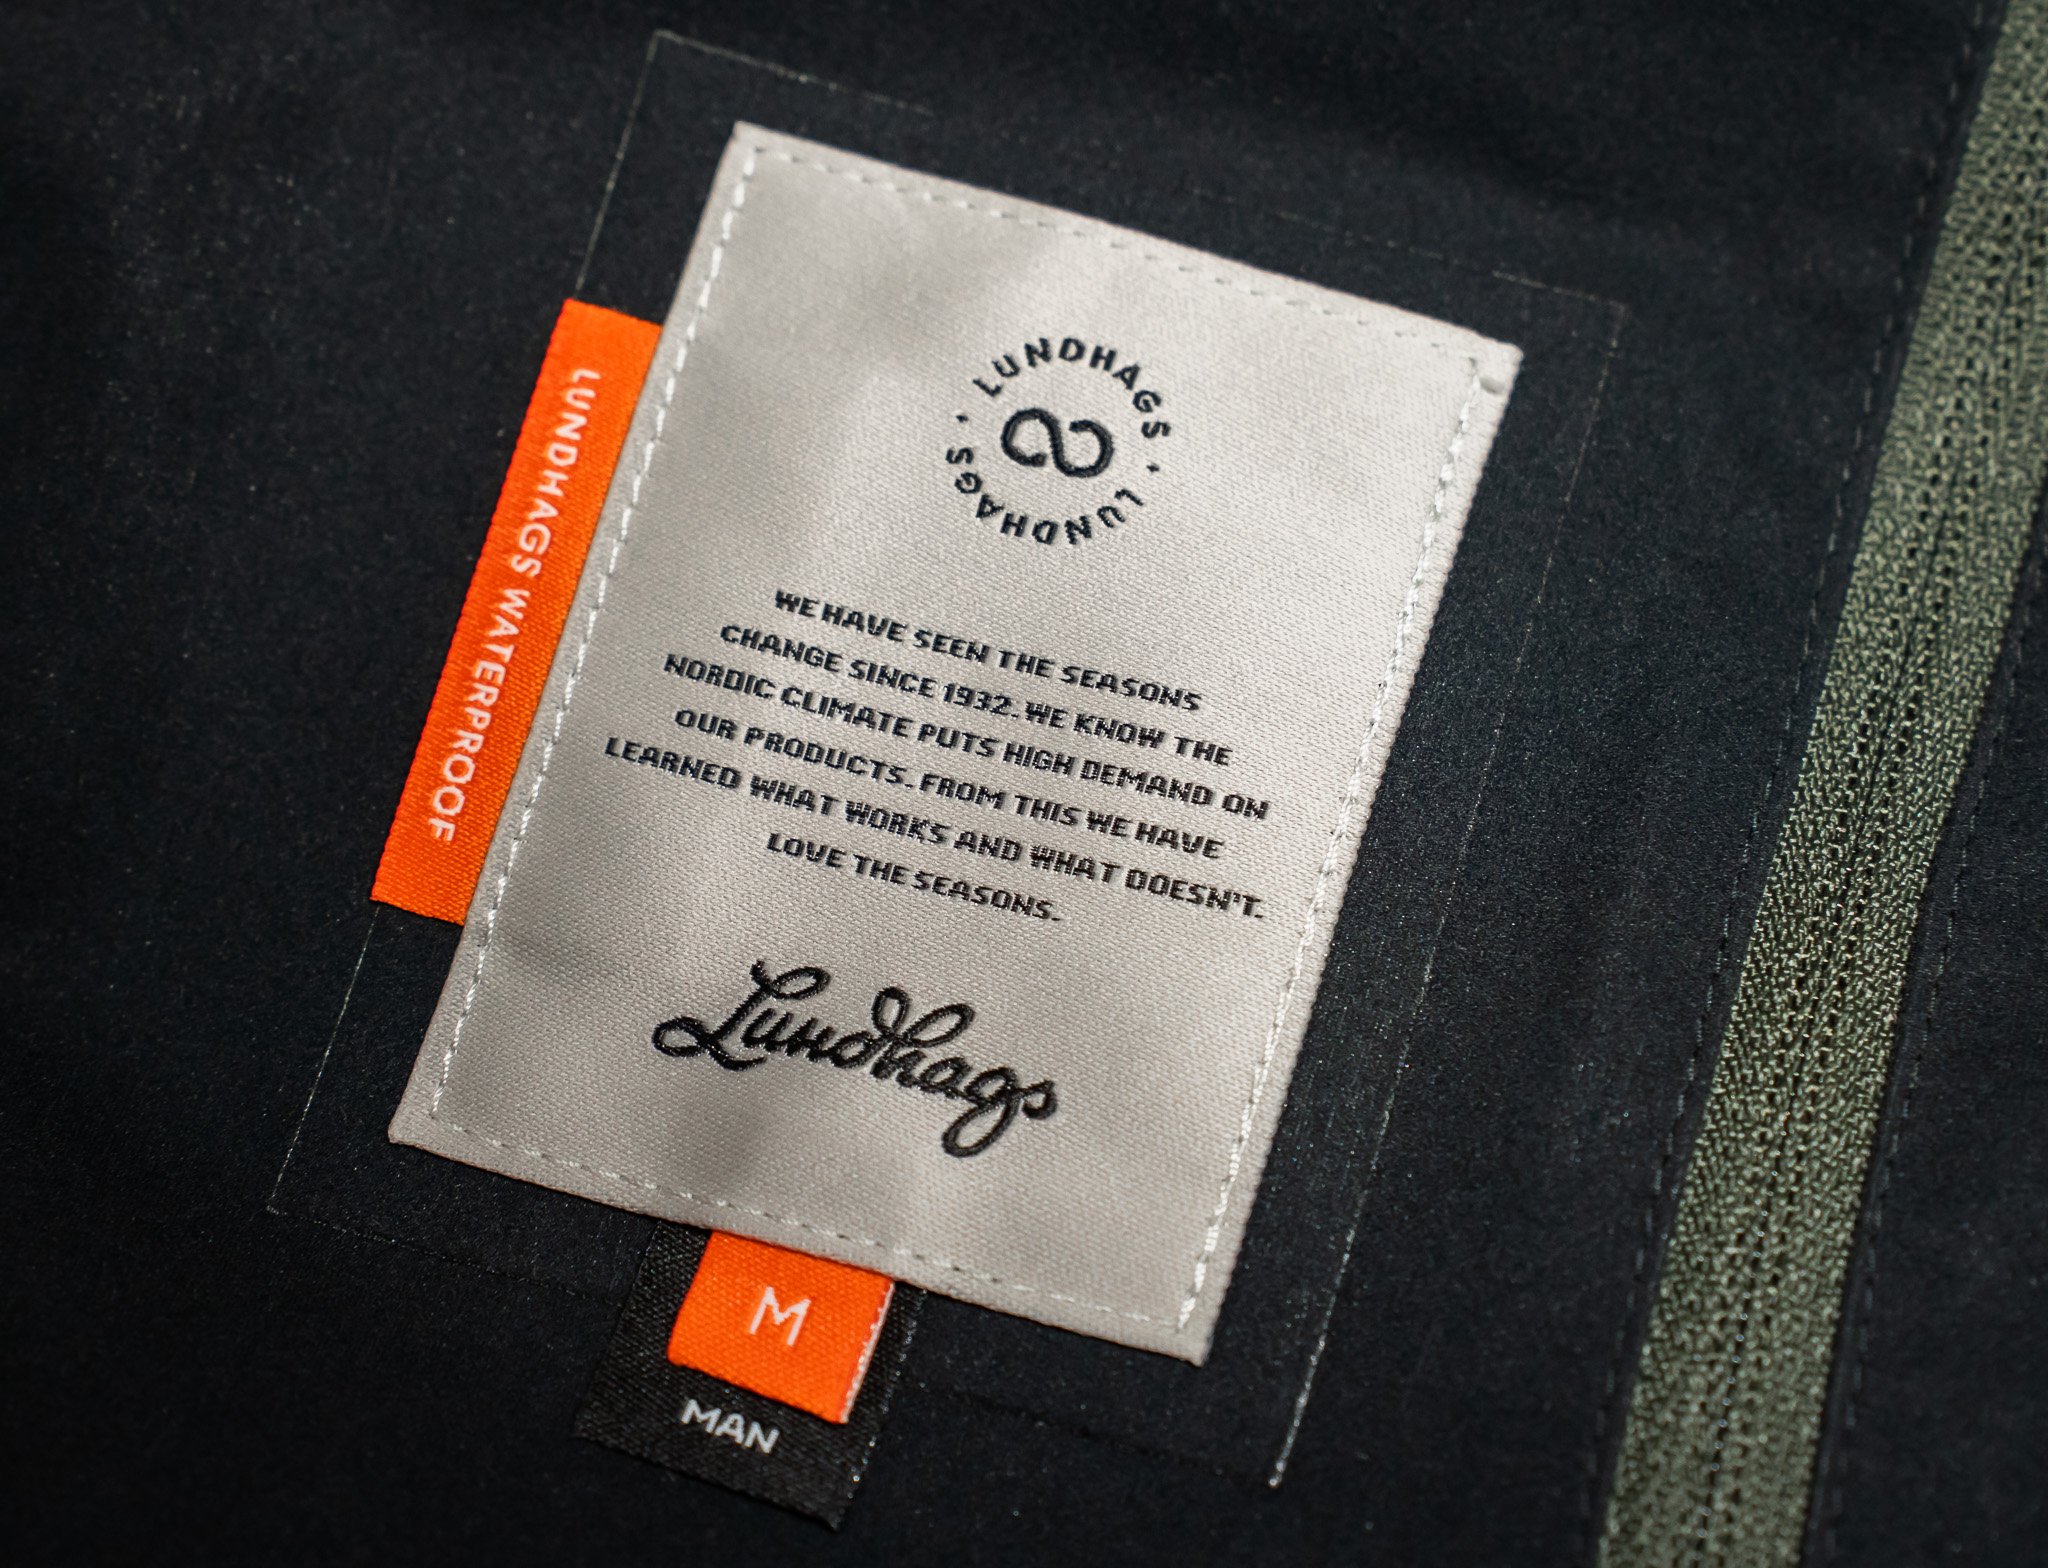 LUNDHAGS · LUNDHAGS ·
WE HAVE SEEN THE SEASONS
CHANGE SINCE 1932. WE KNOW THE
NORDIC CLIMATE PUTS HIGH DEMAND ON
OUR PRODUCTS. FROM THIS WE HAVE
LEARNED WHAT WORKS AND WHAT DOESN'T.
LOVE THE SEASONS.
Lundhags
LUNDHAGS WATERPROOF
M
MAN